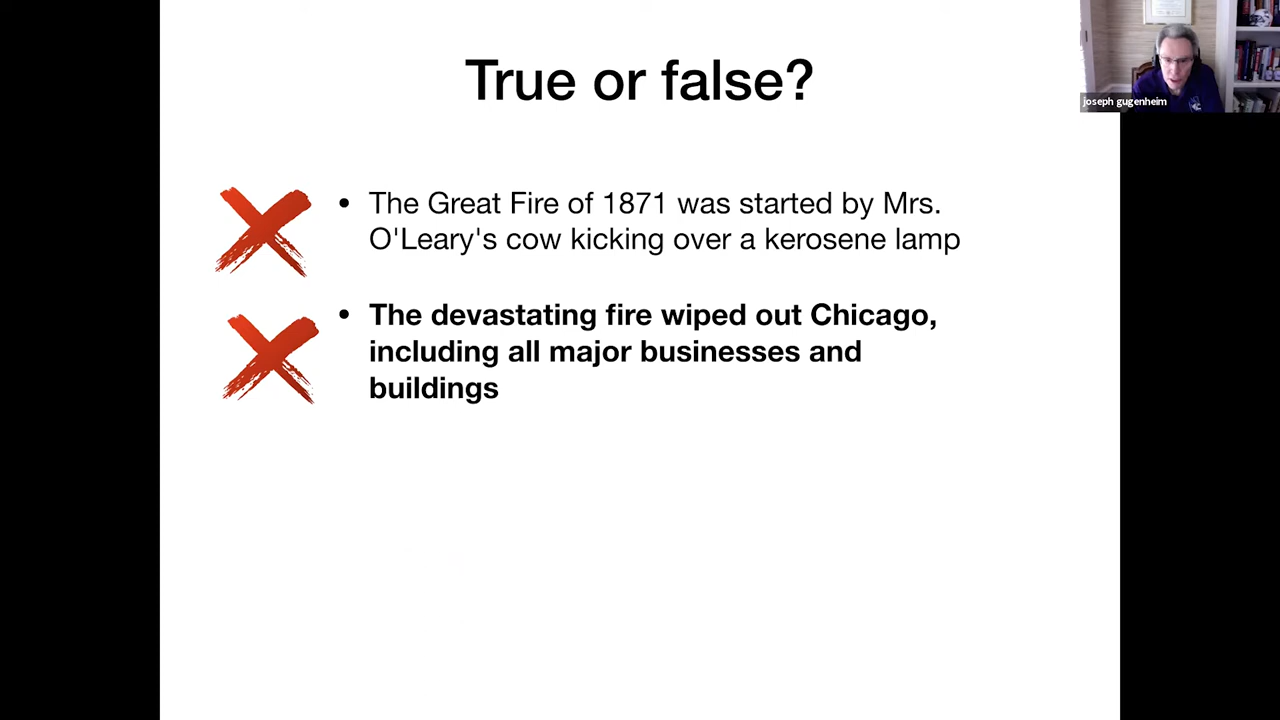 True or false?
joseph gugenheim
• The Great Fire of 1871 was started by Mrs.
O'Leary's cow kicking over a kerosene lamp
• The devastating fire wiped out Chicago,
including all major businesses and
buildings